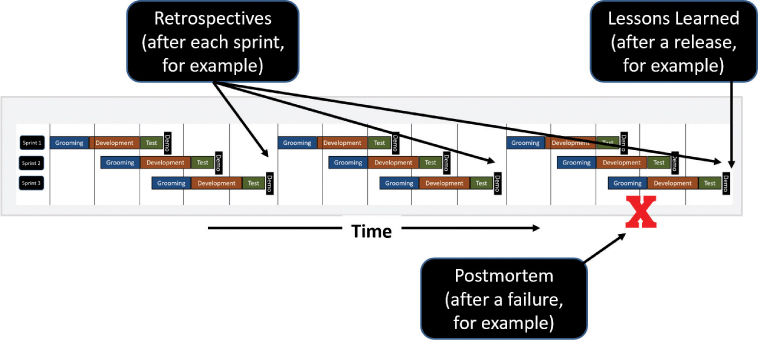 Retrospectives
(after each sprint,
for example)
Lessons Learned
(after a release,
for example)
Sprint 1
Grooming Development Test Demo
Grooming Development Test Demo
Grooming Development Test Demo
Sprint 2
Grooming Development Test Demo
Grooming Development Test Demo
Grooming Development Test Demo
Sprint 3
Grooming Development Test Demo
Grooming Development Test Demo
Grooming Development Test Demo
X
Time
Postmortem
(after a failure,
for example)